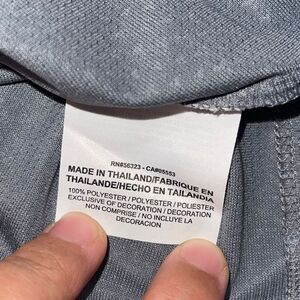 RN#56323 - CA#05553
MADE IN THAILAND/FABRIQUE EN
THAILANDE/HECHO EN TAILANDIA
100% POLYESTER / POLYESTER / POLIESTER
EXCLUSIVE OF DECORATION / DECORATION
NON COMPRISE / NO INCLUYE LA
DECORACION